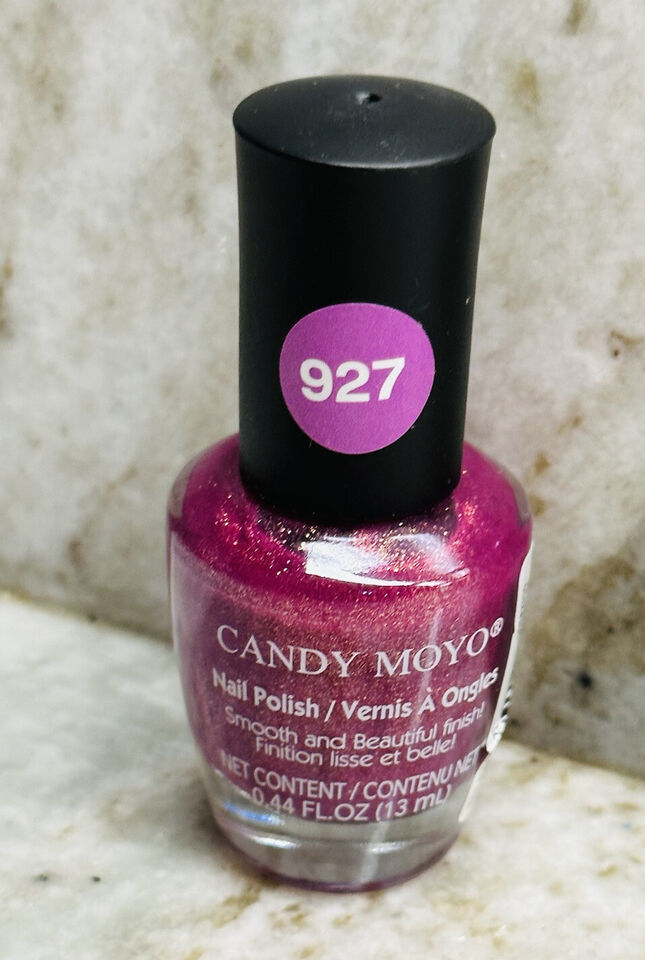 927
CANDY MOYO®
Nail Polish / Vernis À Ongles
Smooth and Beautiful finish!
Finition lisse et belle!
NET CONTENT / CONTENU NET
0.44 FL.OZ (13 mL)